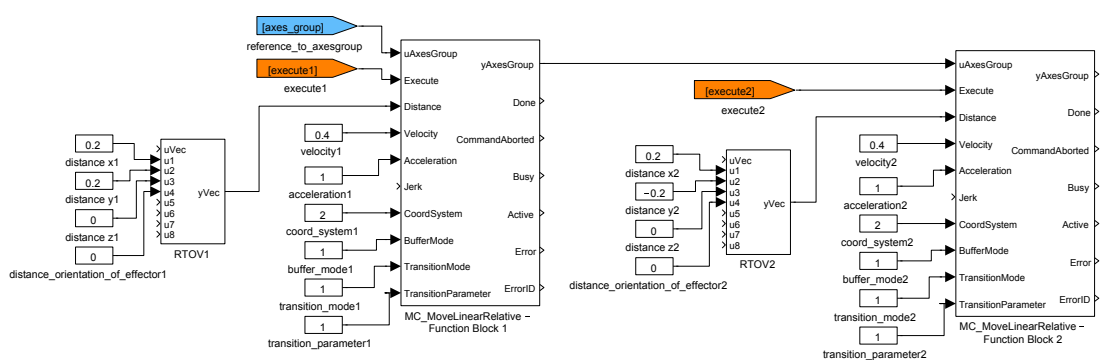 [axes_group]
reference_to_axesgroup
[execute1]
execute1
0.2
distance x1
0.2
distance y1
0
distance z1
0
distance_orientation_of_effector1
uVec
u1
u2
u3
u4
u5
u6
u7
u8
yVec
RTOV1
0.4
velocity1
1
acceleration1
2
coord_system1
1
buffer_mode1
1
transition_mode1
1
transition_parameter1
uAxesGroup
Execute
Distance
Velocity
Acceleration
Jerk
CoordSystem
BufferMode
TransitionMode
TransitionParameter
yAxesGroup
Done
CommandAborted
Busy
Active
Error
ErrorID
MC_MoveLinearRelative −
Function Block 1
[execute2]
execute2
0.2
distance x2
−0.2
distance y2
0
distance z2
0
distance_orientation_of_effector2
uVec
u1
u2
u3
u4
u5
u6
u7
u8
yVec
RTOV2
0.4
velocity2
1
acceleration2
2
coord_system2
1
buffer_mode2
1
transition_mode2
1
transition_parameter2
uAxesGroup
Execute
Distance
Velocity
Acceleration
Jerk
CoordSystem
BufferMode
TransitionMode
TransitionParameter
yAxesGroup
Done
CommandAborted
Busy
Active
Error
ErrorID
MC_MoveLinearRelative −
Function Block 2